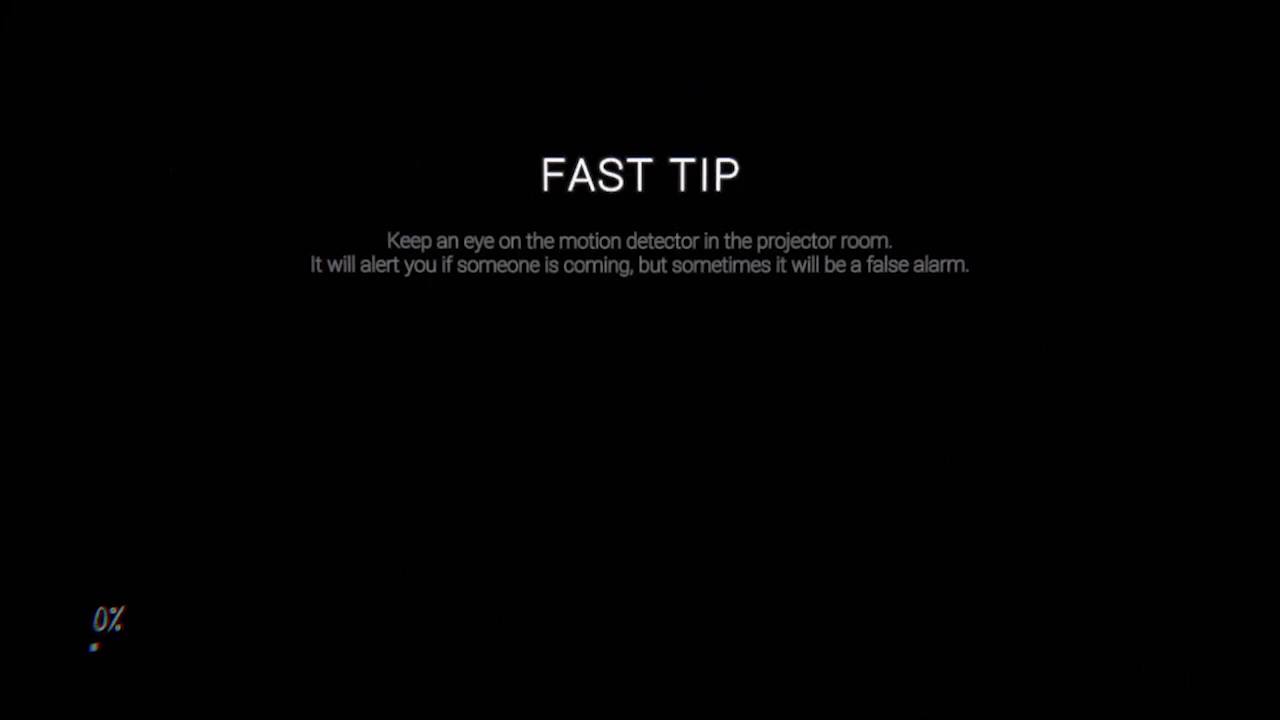 FAST TIP
Keep an eye on the motion detector in the projector room.
It will alert you if someone is coming, but sometimes it will be a false alarm.
0%